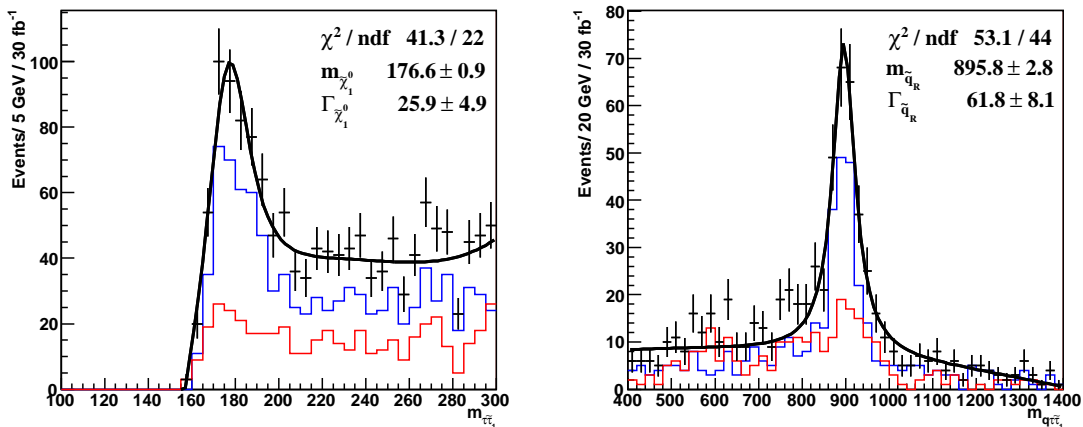 Events/ 5 GeV / 30 fb⁻¹
χ² / ndf 41.3 / 22
m_χ̃₁⁰ 176.6 ± 0.9
Γ_χ̃₁⁰ 25.9 ± 4.9
100
80
60
40
20
0
100 120 140 160 180 200 220 240 260 280 300
m_ττ̃₁
Events/ 20 GeV / 30 fb⁻¹
χ² / ndf 53.1 / 44
m_q̃_R 895.8 ± 2.8
Γ_q̃_R 61.8 ± 8.1
80
70
60
50
40
30
20
10
0
400 500 600 700 800 900 1000 1100 1200 1300 1400
m_qττ̃₁